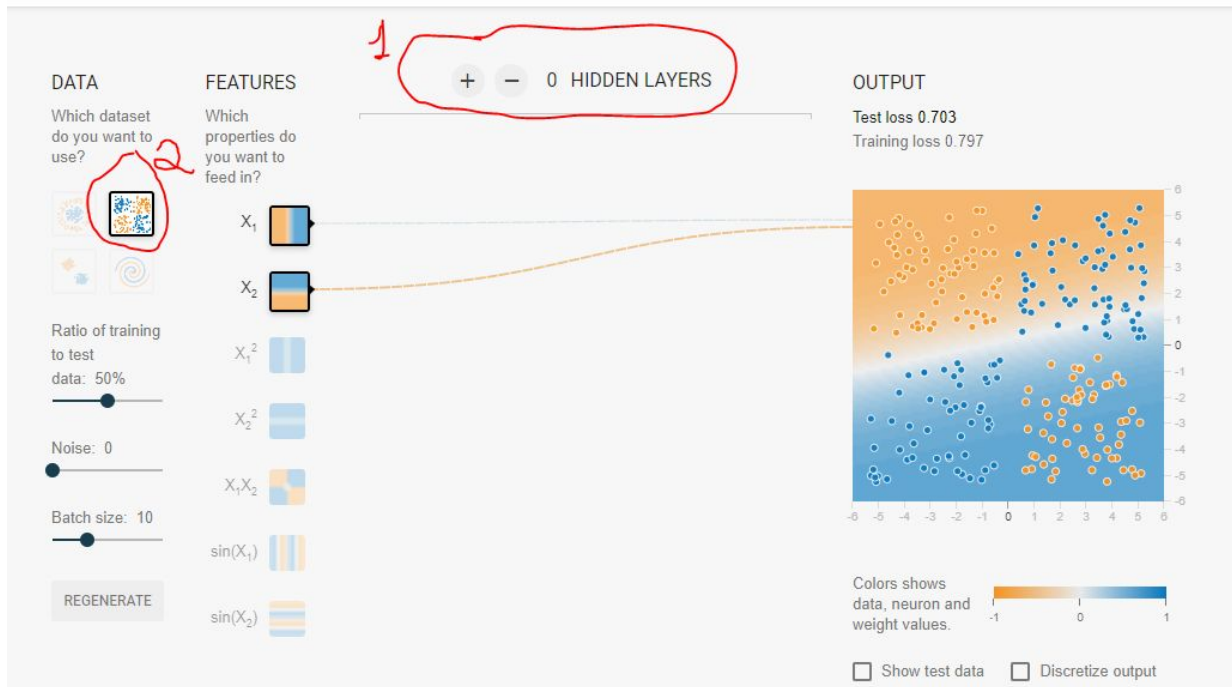 1
+ − 0 HIDDEN LAYERS
DATA
Which dataset
do you want to
use?
2
Ratio of training
to test
data: 50%
Noise: 0
Batch size: 10
REGENERATE
FEATURES
Which
properties do
you want to
feed in?
X₁
X₂
X₁²
X₂²
X₁X₂
sin(X₁)
sin(X₂)
OUTPUT
Test loss 0.703
Training loss 0.797
6
5
4
3
2
1
0
-1
-2
-3
-4
-5
-6
-6 -5 -4 -3 -2 -1 0 1 2 3 4 5 6
Colors shows
data, neuron and
weight values.
-1 0 1
Show test data Discretize output